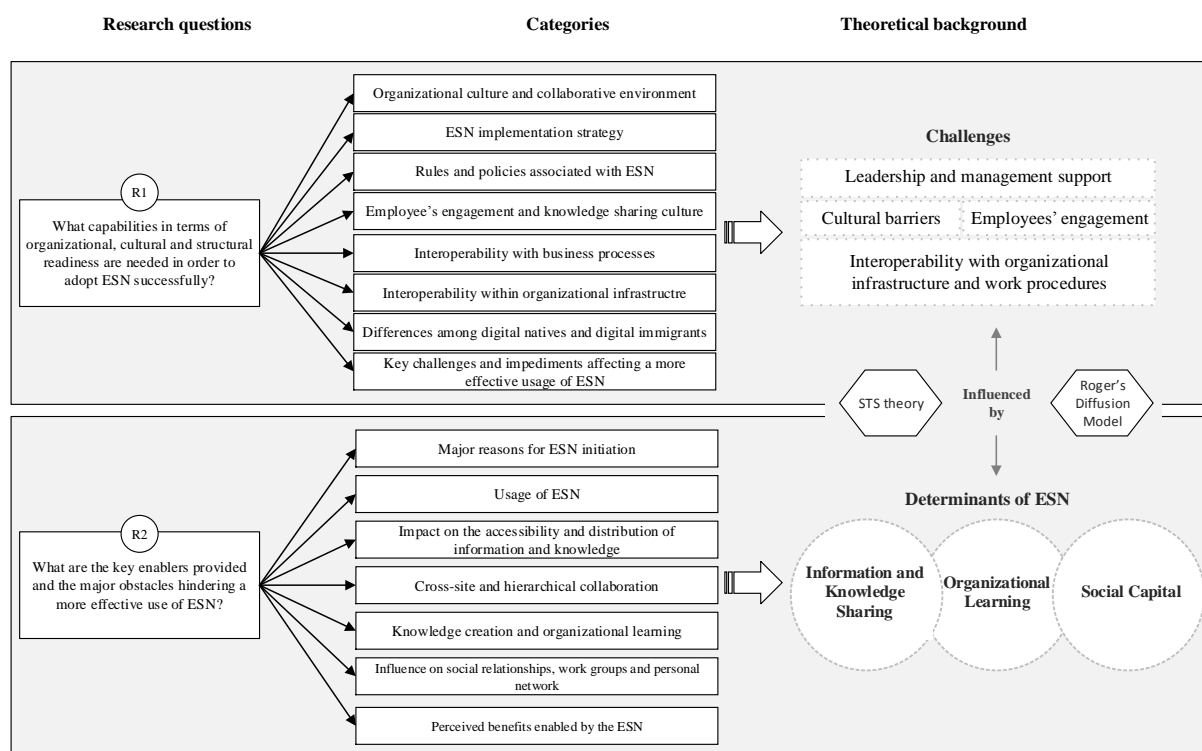 Research questions
Categories
Theoretical background
R1
What capabilities in terms of
organizational, cultural and structural
readiness are needed in order to
adopt ESN successfully?
Organizational culture and collaborative environment
ESN implementation strategy
Rules and policies associated with ESN
Employee's engagement and knowledge sharing culture
Interoperability with business processes
Interoperability within organizational infrastructre
Differences among digital natives and digital immigrants
Key challenges and impediments affecting a more
effective usage of ESN
Challenges
Leadership and management support
Cultural barriers
Employees' engagement
Interoperability with organizational
infrastructure and work procedures
STS theory
Influenced
by
Roger's
Diffusion
Model
R2
What are the key enablers provided
and the major obstacles hindering a
more effective use of ESN?
Major reasons for ESN initiation
Usage of ESN
Impact on the accessibility and distribution of
information and knowledge
Cross-site and hierarchical collaboration
Knowledge creation and organizational learning
Influence on social relationships, work groups and personal
network
Perceived benefits enabled by the ESN
Determinants of ESN
Information and
Knowledge
Sharing
Organizational
Learning
Social Capital